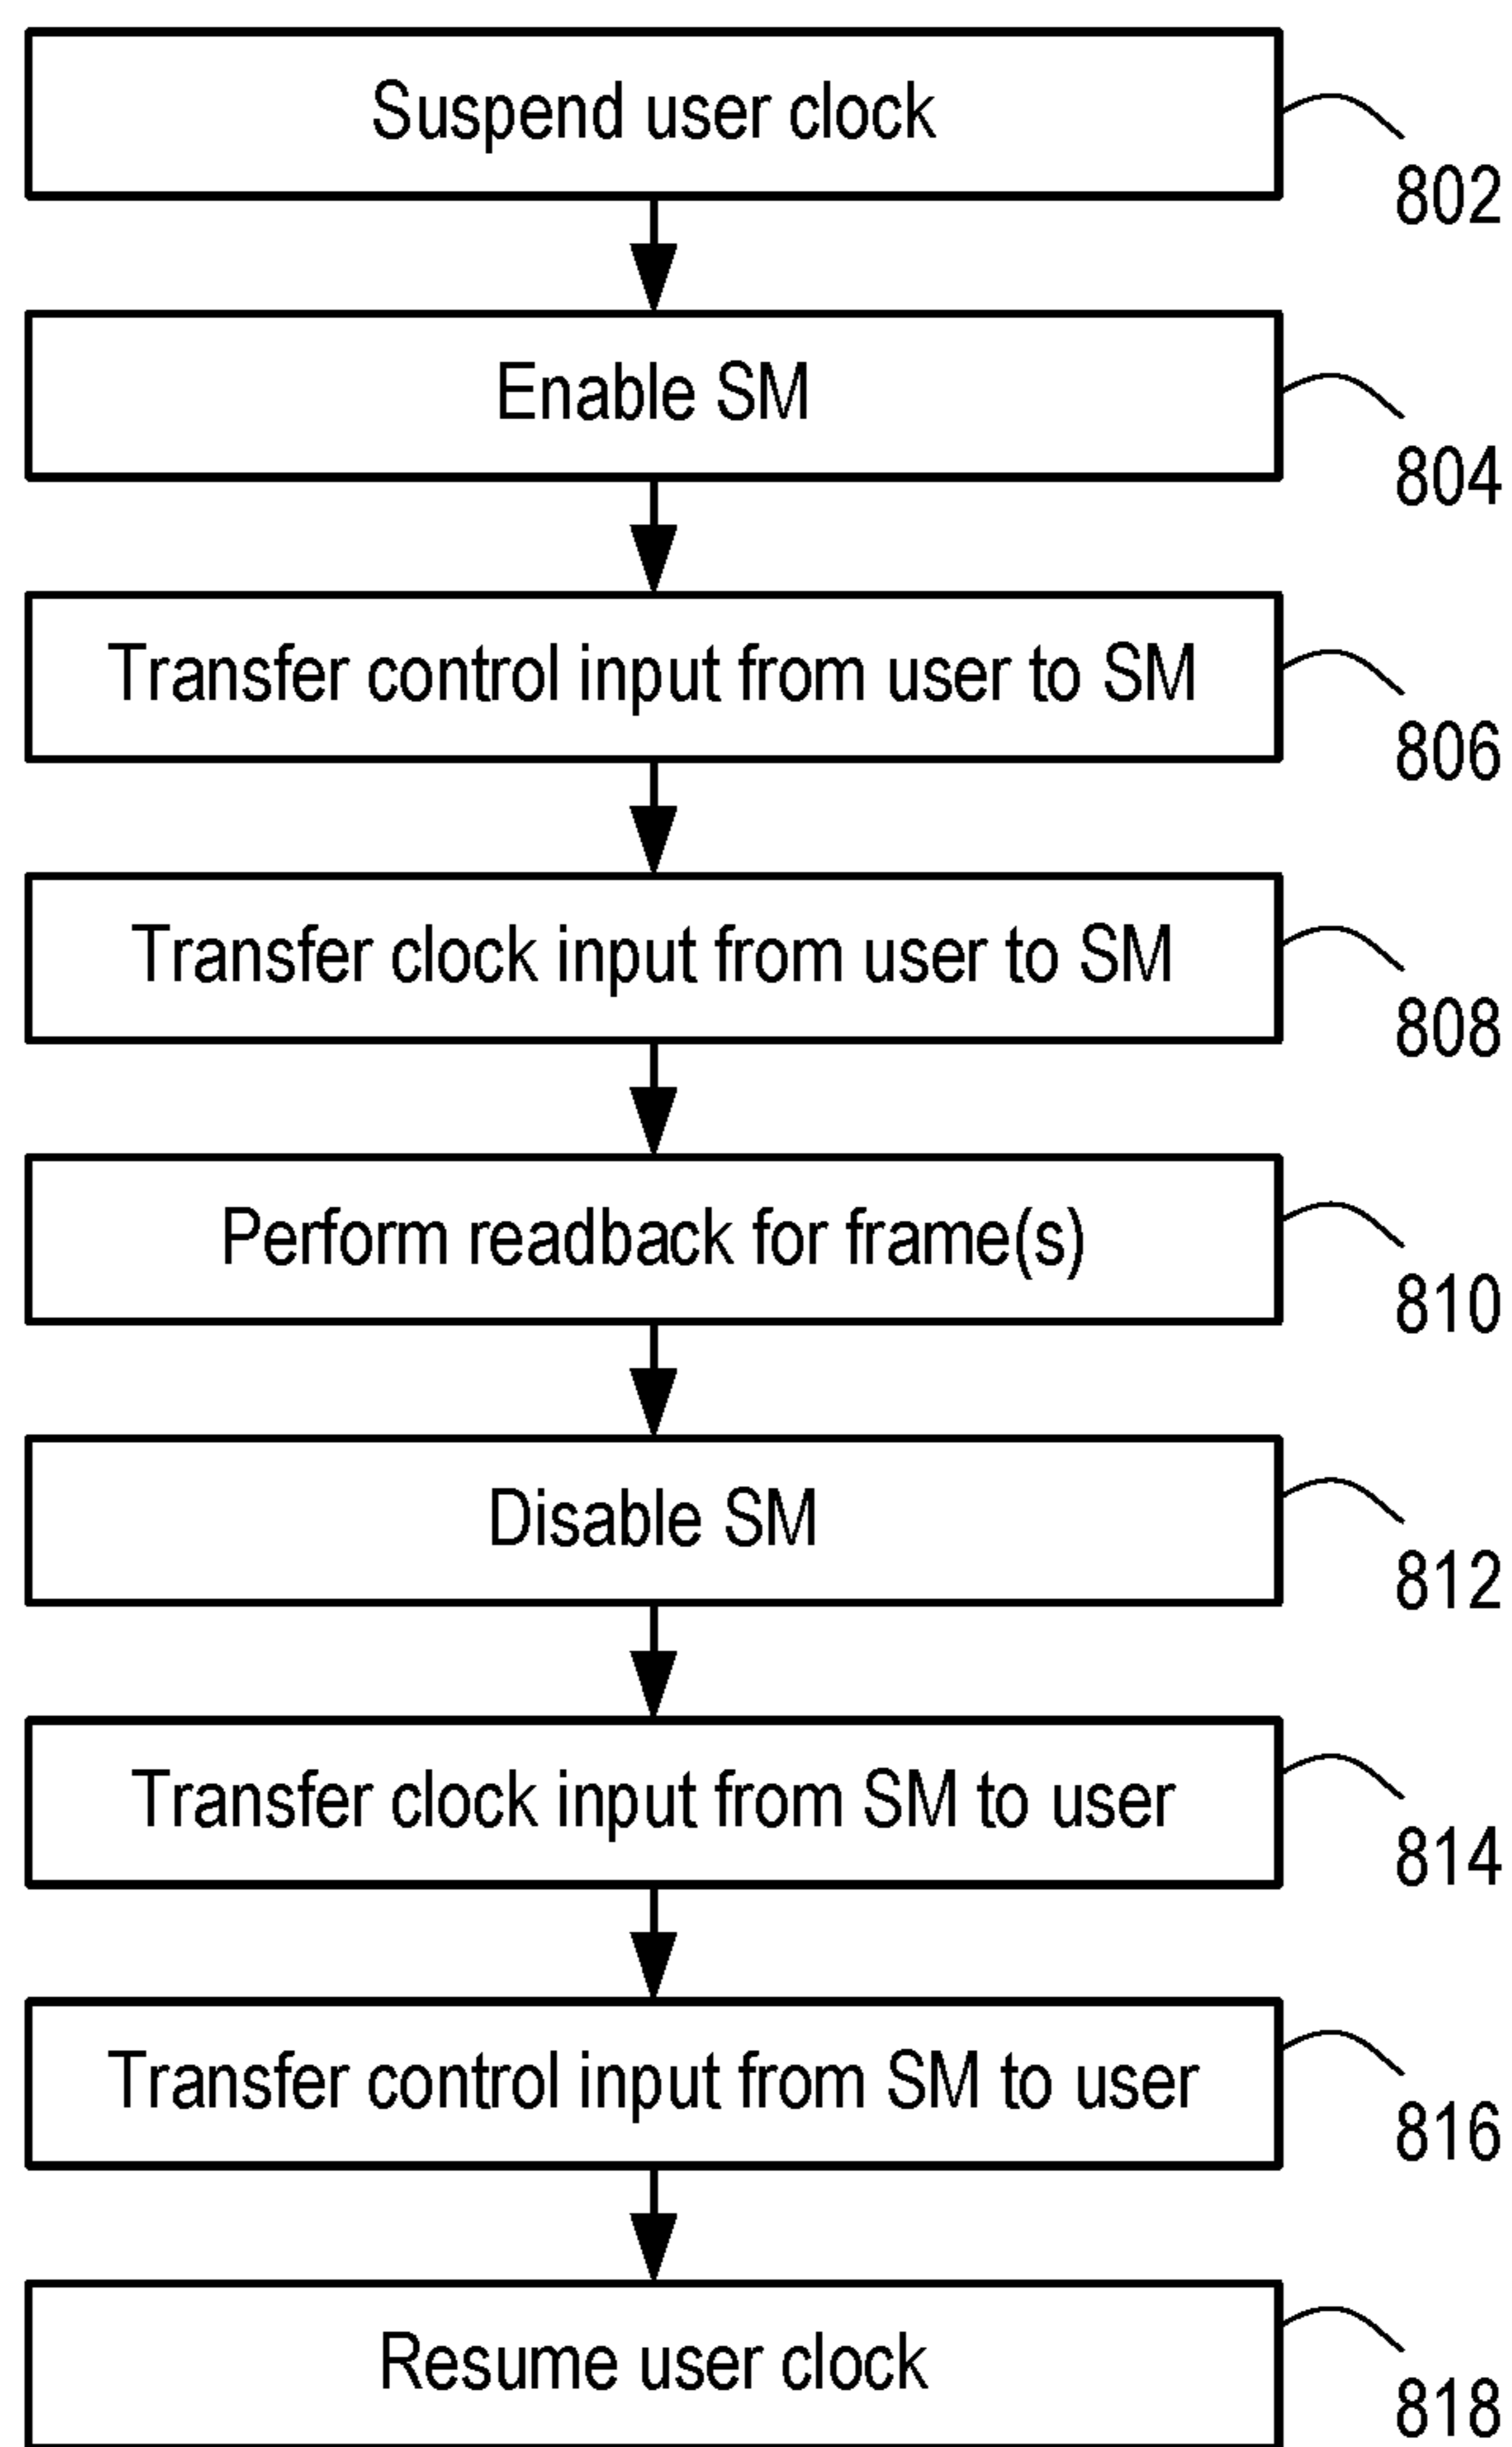 Suspend user clock
802
Enable SM
804
Transfer control input from user to SM
806
Transfer clock input from user to SM
808
Perform readback for frame(s)
810
Disable SM
812
Transfer clock input from SM to user
814
Transfer control input from SM to user
816
Resume user clock
818